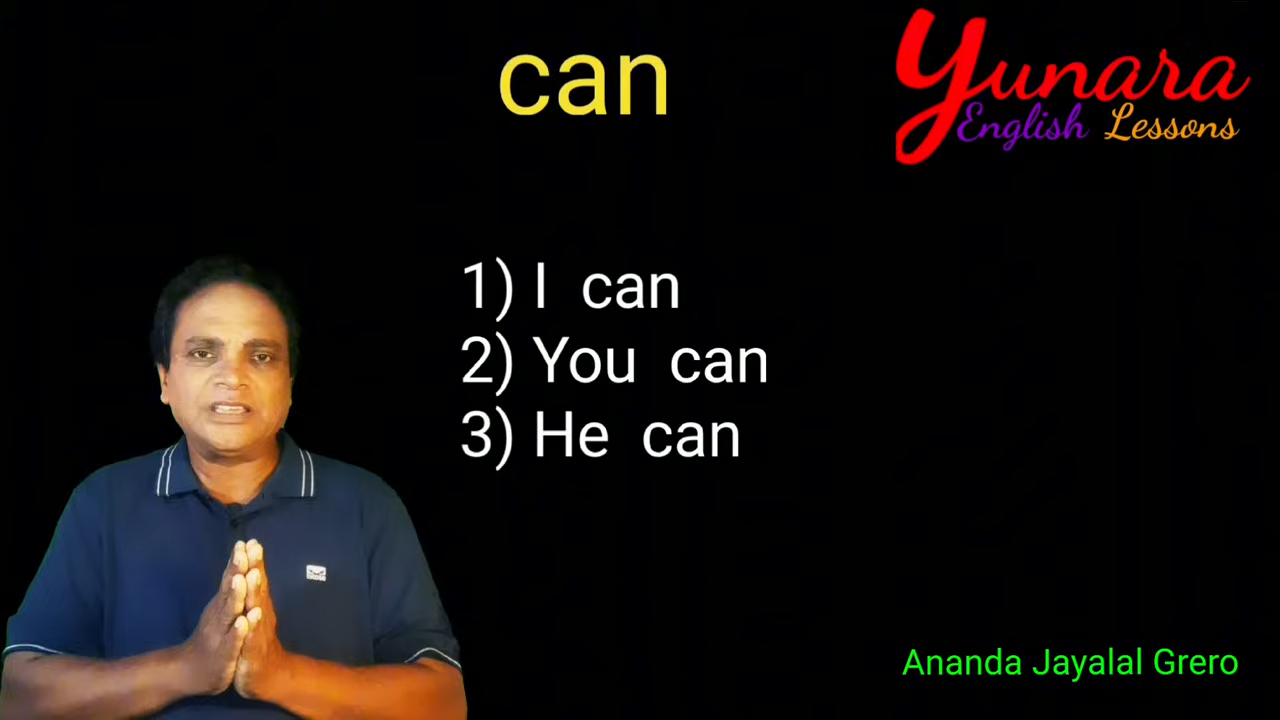 can
Yunara
English Lessons
1) I can
2) You can
3) He can
Ananda Jayalal Grero